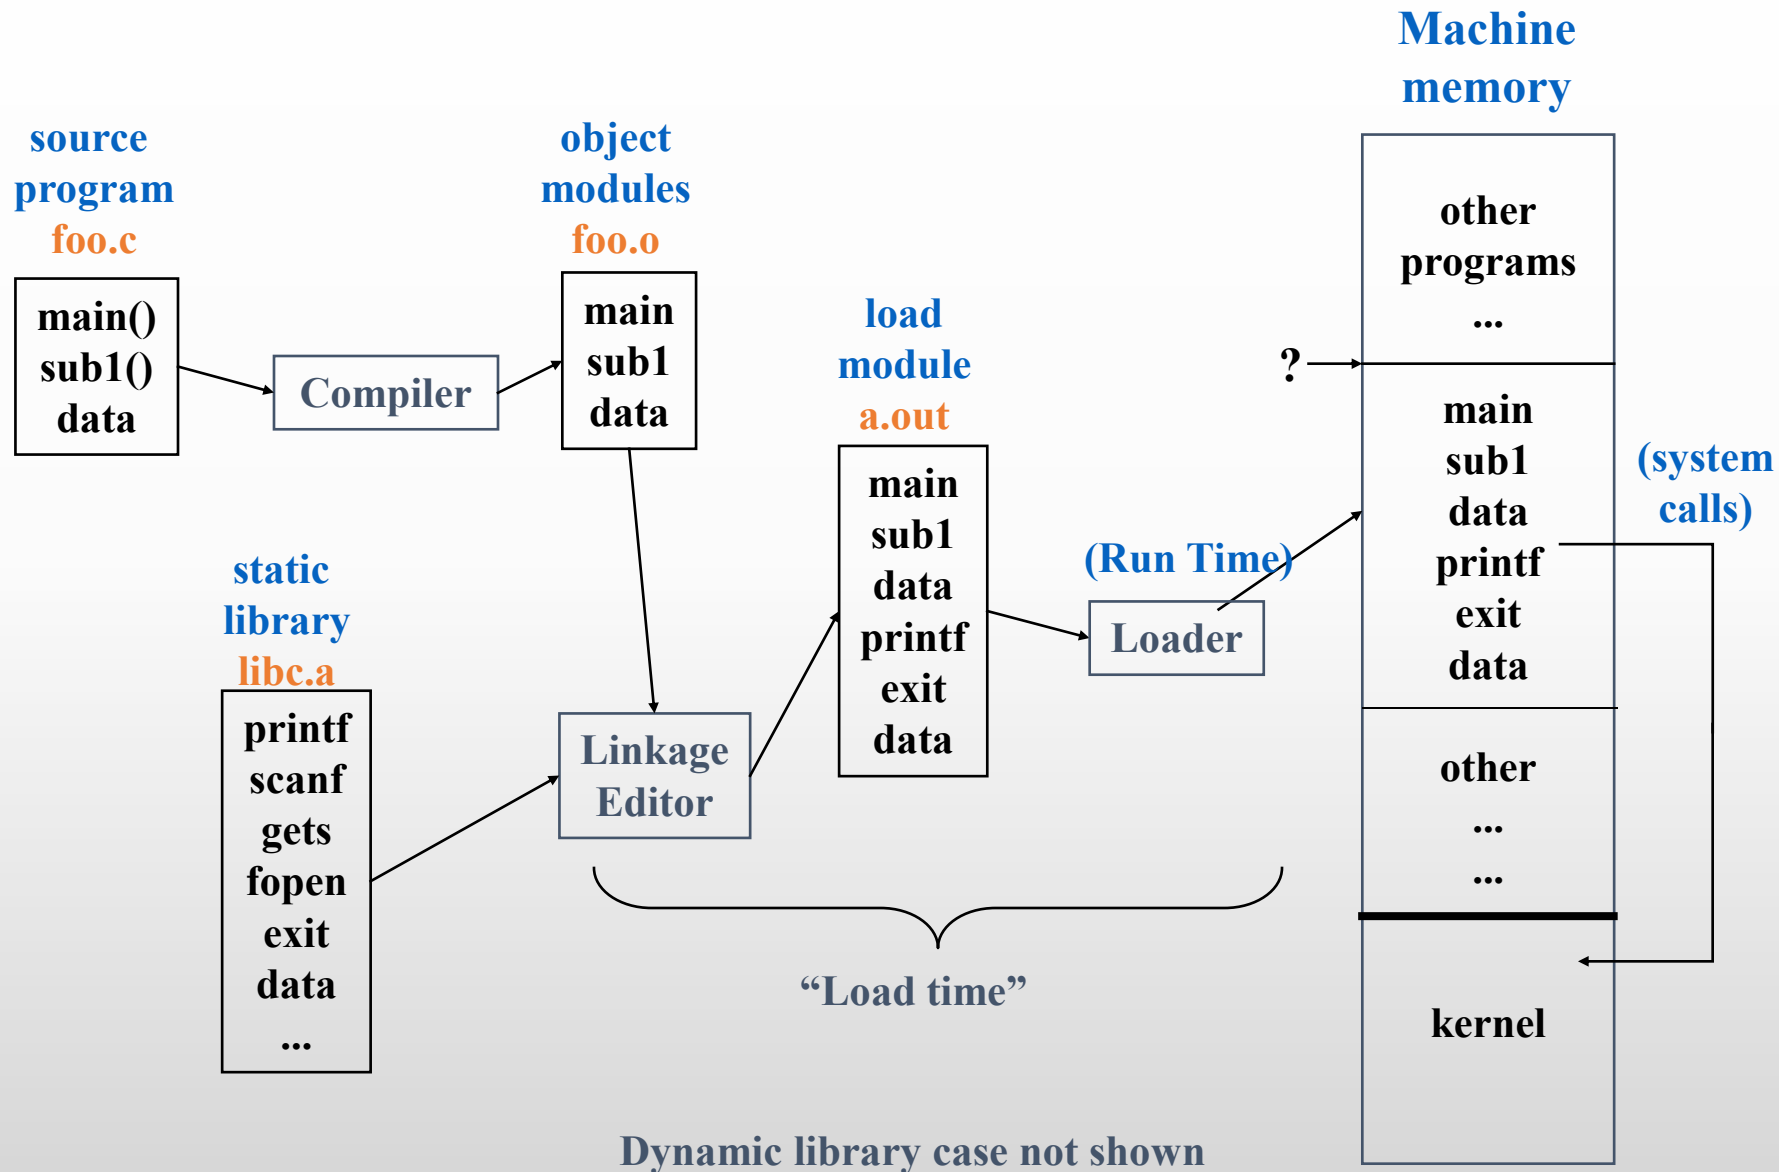 Machine
memory
source
program
foo.c
main()
sub1()
data
Compiler
object
modules
foo.o
main
sub1
data
static
library
libc.a
printf
scanf
gets
fopen
exit
data
...
Linkage
Editor
load
module
a.out
main
sub1
data
printf
exit
data
(Run Time)
Loader
“Load time”
?
other
programs
...
main
sub1
data
printf
exit
data
other
...
...
kernel
(system
calls)
Dynamic library case not shown